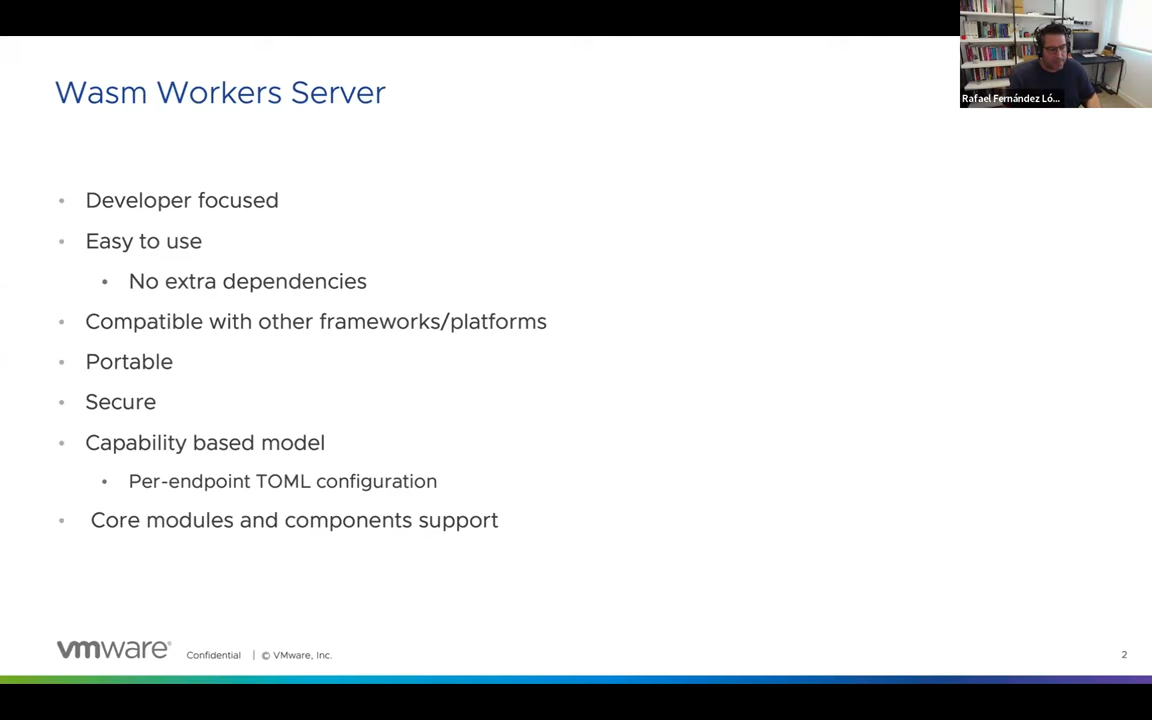 Wasm Workers Server
Rafael Fernández Ló...
• Developer focused
• Easy to use
• No extra dependencies
• Compatible with other frameworks/platforms
• Portable
• Secure
• Capability based model
• Per-endpoint TOML configuration
• Core modules and components support
vmware® Confidential | © VMware, Inc. 2